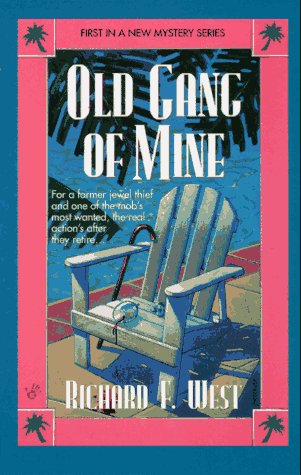 FIRST IN A NEW MYSTERY SERIES
OLD GANG
OF MINE
For a former jewel thief
and one of the mob's
most wanted, the real
action's after
they retire...
RICHARD F. WEST